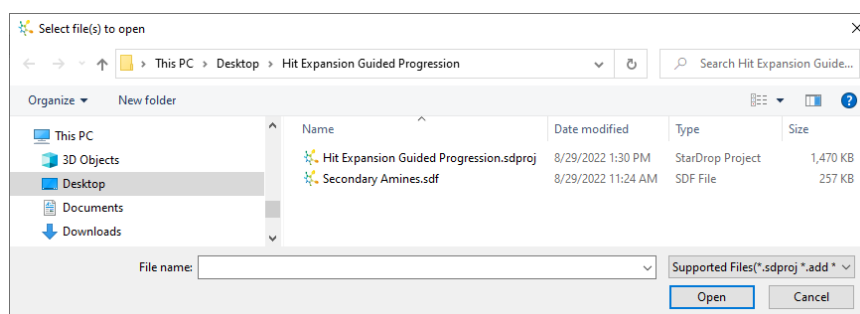 Select file(s) to open
This PC > Desktop > Hit Expansion Guided Progression
Search Hit Expansion Guide...
Organize New folder
Name Date modified Type Size
This PC
3D Objects
Desktop
Documents
Downloads
Hit Expansion Guided Progression.sdproj 8/29/2022 1:30 PM StarDrop Project 1,470 KB
Secondary Amines.sdf 8/29/2022 11:24 AM SDF File 257 KB
File name: Supported Files(*.sdproj *.add *
Open Cancel